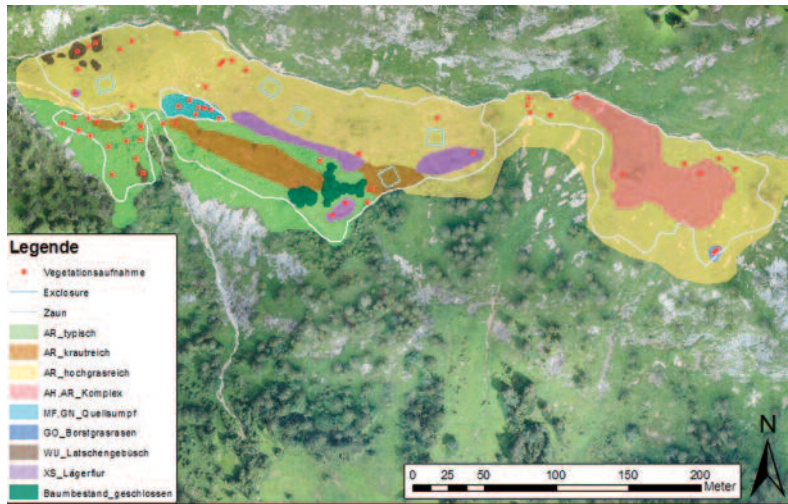 Legende
Vegetationsaufnahme
Exclosure
Zaun
AR_typisch
AR_krautreich
AR_hochgrasreich
AH,AR_Komplex
MF,GN_Quellsumpf
GO_Borstgrasrasen
WU_Latschengebüsch
XS_Lägerflur
Baumbestand_geschlossen
N
0 25 50 100 150 200
Meter